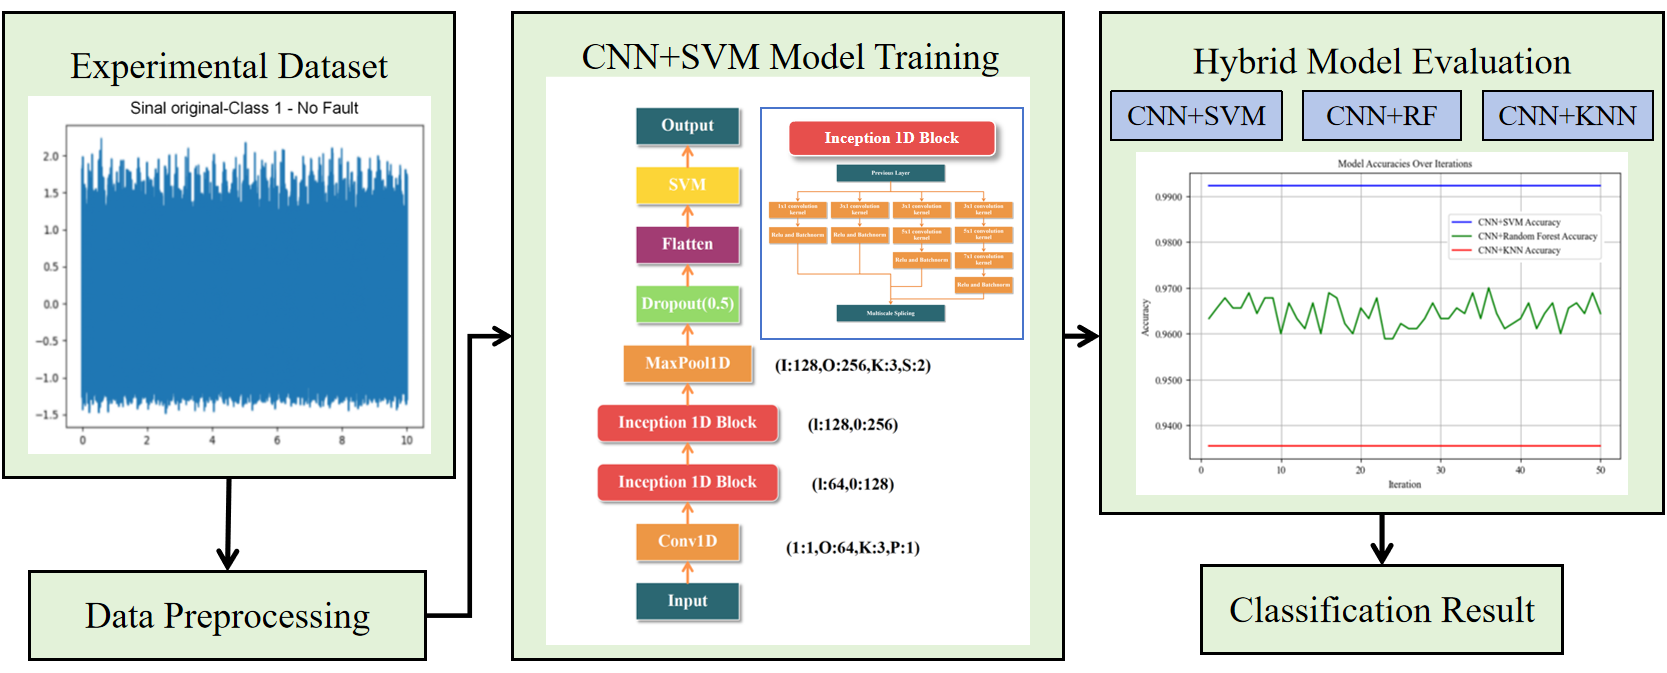 Experimental Dataset
Sinal original-Class 1 - No Fault
2.0
1.5
1.0
0.5
0.0
−0.5
−1.0
−1.5
0 2 4 6 8 10
Data Preprocessing
CNN+SVM Model Training
Output
SVM
Flatten
Dropout(0.5)
MaxPool1D (I:128,O:256,K:3,S:2)
Inception 1D Block (l:128,0:256)
Inception 1D Block (l:64,0:128)
Conv1D (1:1,O:64,K:3,P:1)
Input
Inception 1D Block
Previous Layer
1x1 convolution kernel
3x1 convolution kernel
3x1 convolution kernel
3x1 convolution kernel
Relu and Batchnorm
Relu and Batchnorm
5x1 convolution kernel
5x1 convolution kernel
Relu and Batchnorm
7x1 convolution kernel
Relu and Batchnorm
Multiscale Splicing
Hybrid Model Evaluation
CNN+SVM CNN+RF CNN+KNN
Model Accuracies Over Iterations
0.9900
0.9800
0.9700
0.9600
0.9500
0.9400
Accuracy
CNN+SVM Accuracy
CNN+Random Forest Accuracy
CNN+KNN Accuracy
0 10 20 30 40 50
Iteration
Classification Result